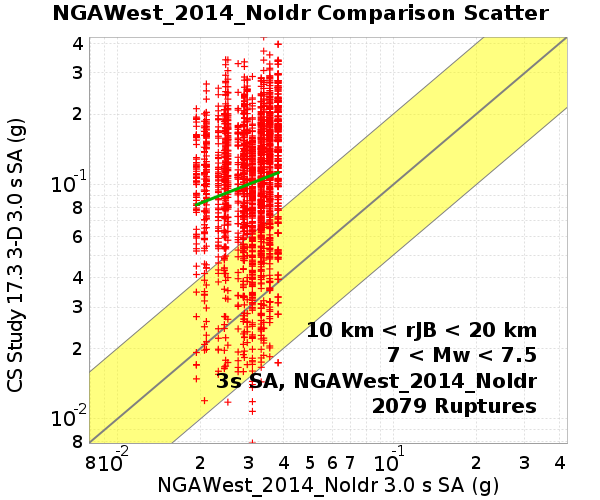 NGAWest_2014_NoIdr Comparison Scatter
CS Study 17.3 3-D 3.0 s SA (g)
4
3
2
10-1
8
6
4
3
2
10-2
8
10 km < rJB < 20 km
7 < Mw < 7.5
3s SA, NGAWest_2014_NoIdr
2079 Ruptures
8 10-2 2 3 4 5 6 7 10-1 2 3 4
NGAWest_2014_NoIdr 3.0 s SA (g)